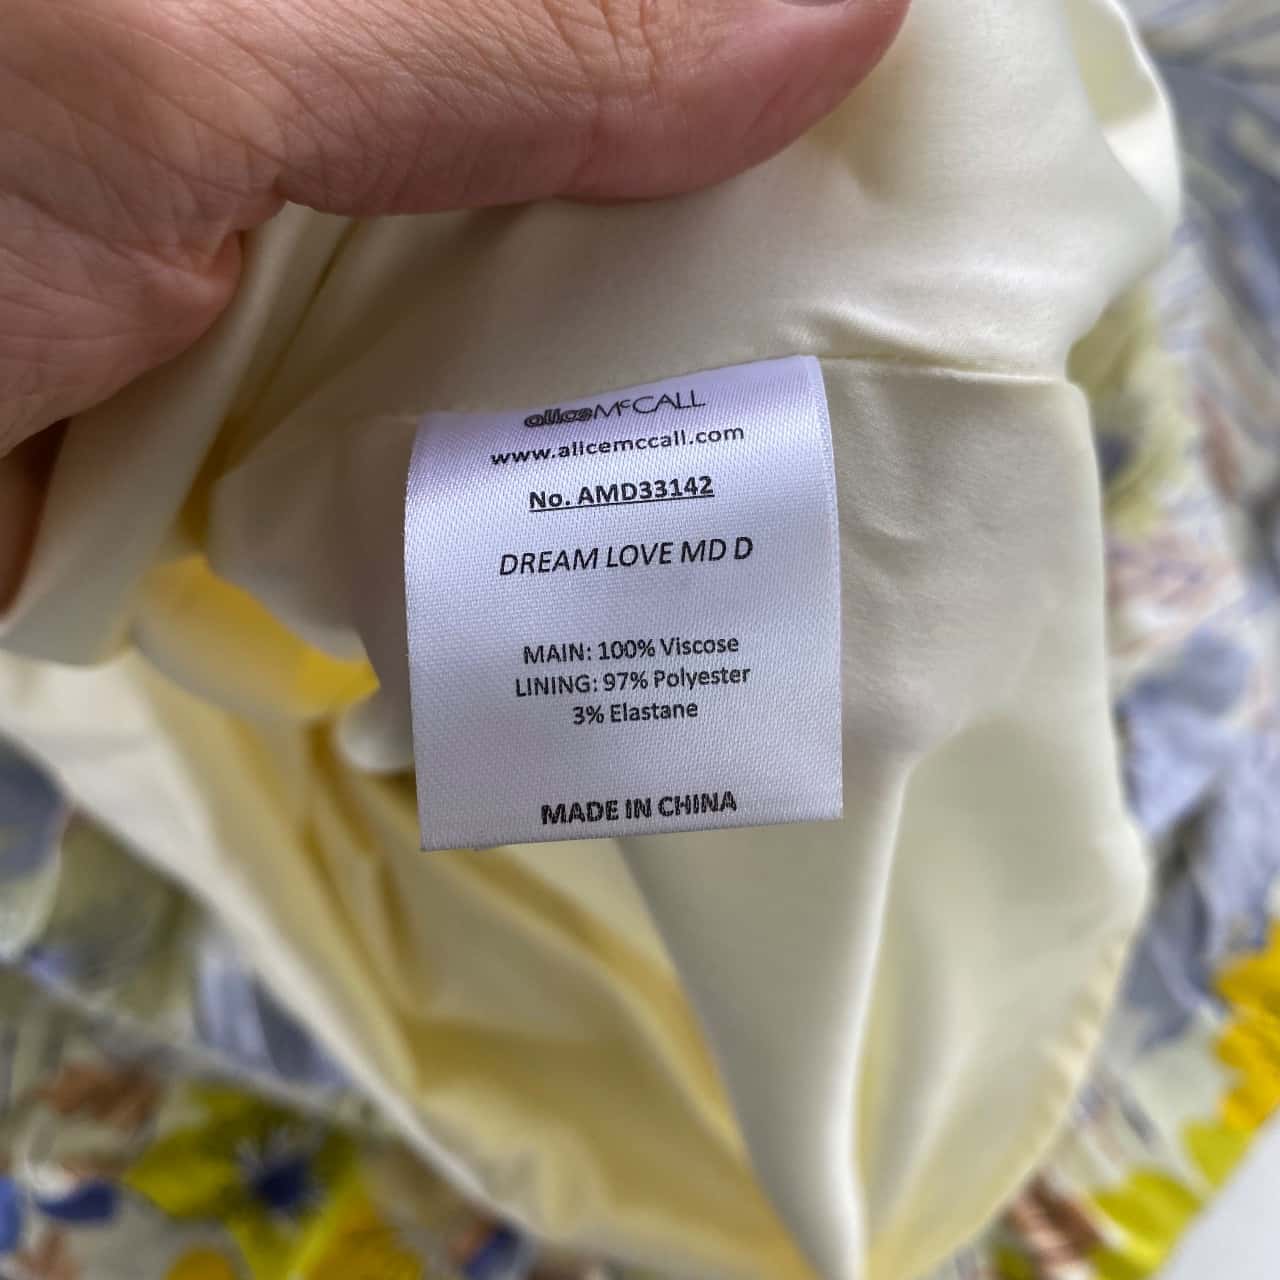 aliceMcCALL
www.alicemccall.com
No. AMD33142
DREAM LOVE MD D
MAIN: 100% Viscose
LINING: 97% Polyester
3% Elastane
MADE IN CHINA